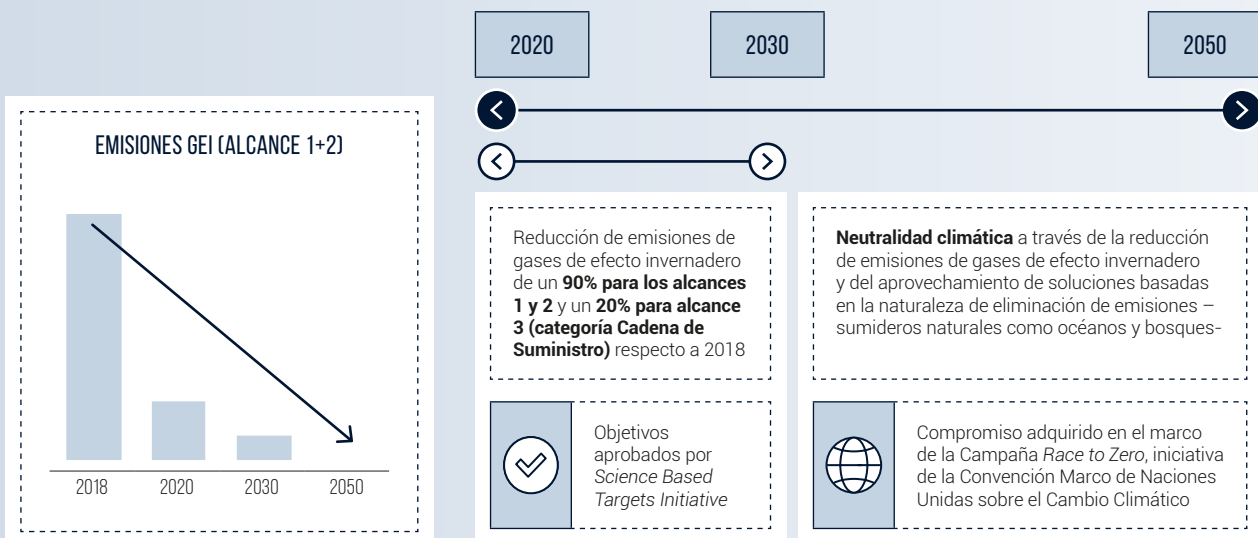 2020
2030
2050
EMISIONES GEI (ALCANCE 1+2)
2018
2020
2030
2050
Reducción de emisiones de
gases de efecto invernadero
de un 90% para los alcances
1 y 2 y un 20% para alcance
3 (categoría Cadena de
Suministro) respecto a 2018
Neutralidad climática a través de la reducción
de emisiones de gases de efecto invernadero
y del aprovechamiento de soluciones basadas
en la naturaleza de eliminación de emisiones –
sumideros naturales como océanos y bosques-
Objetivos
aprobados por
Science Based
Targets Initiative
Compromiso adquirido en el marco
de la Campaña Race to Zero, iniciativa
de la Convención Marco de Naciones
Unidas sobre el Cambio Climático